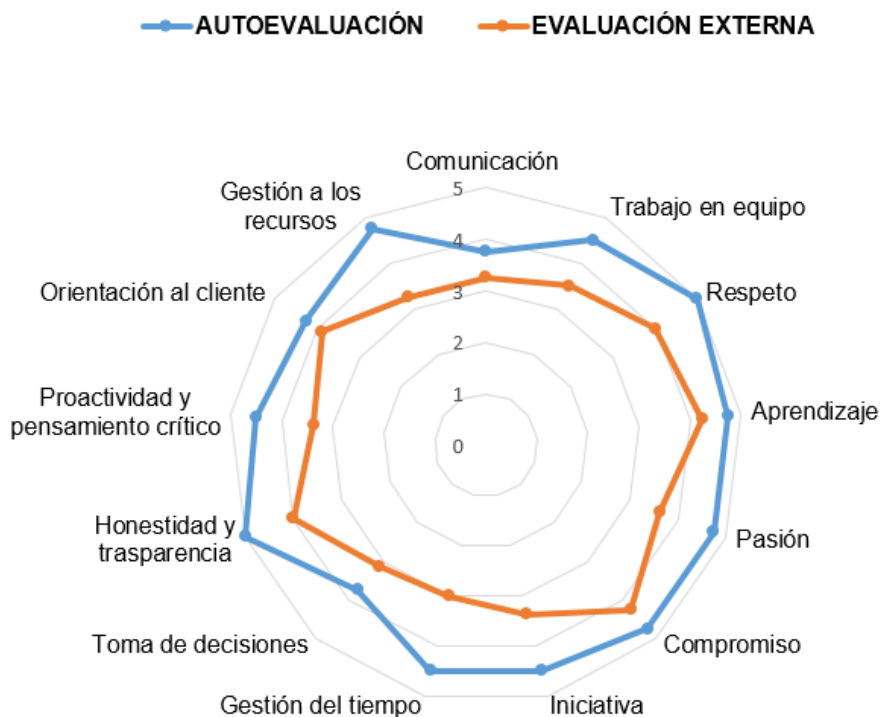 AUTOEVALUACIÓN
EVALUACIÓN EXTERNA
Comunicación
Trabajo en equipo
Respeto
Aprendizaje
Pasión
Compromiso
Iniciativa
Gestión del tiempo
Toma de decisiones
Honestidad y
trasparencia
Proactividad y
pensamiento crítico
Orientación al cliente
Gestión a los
recursos
5
4
3
2
1
0